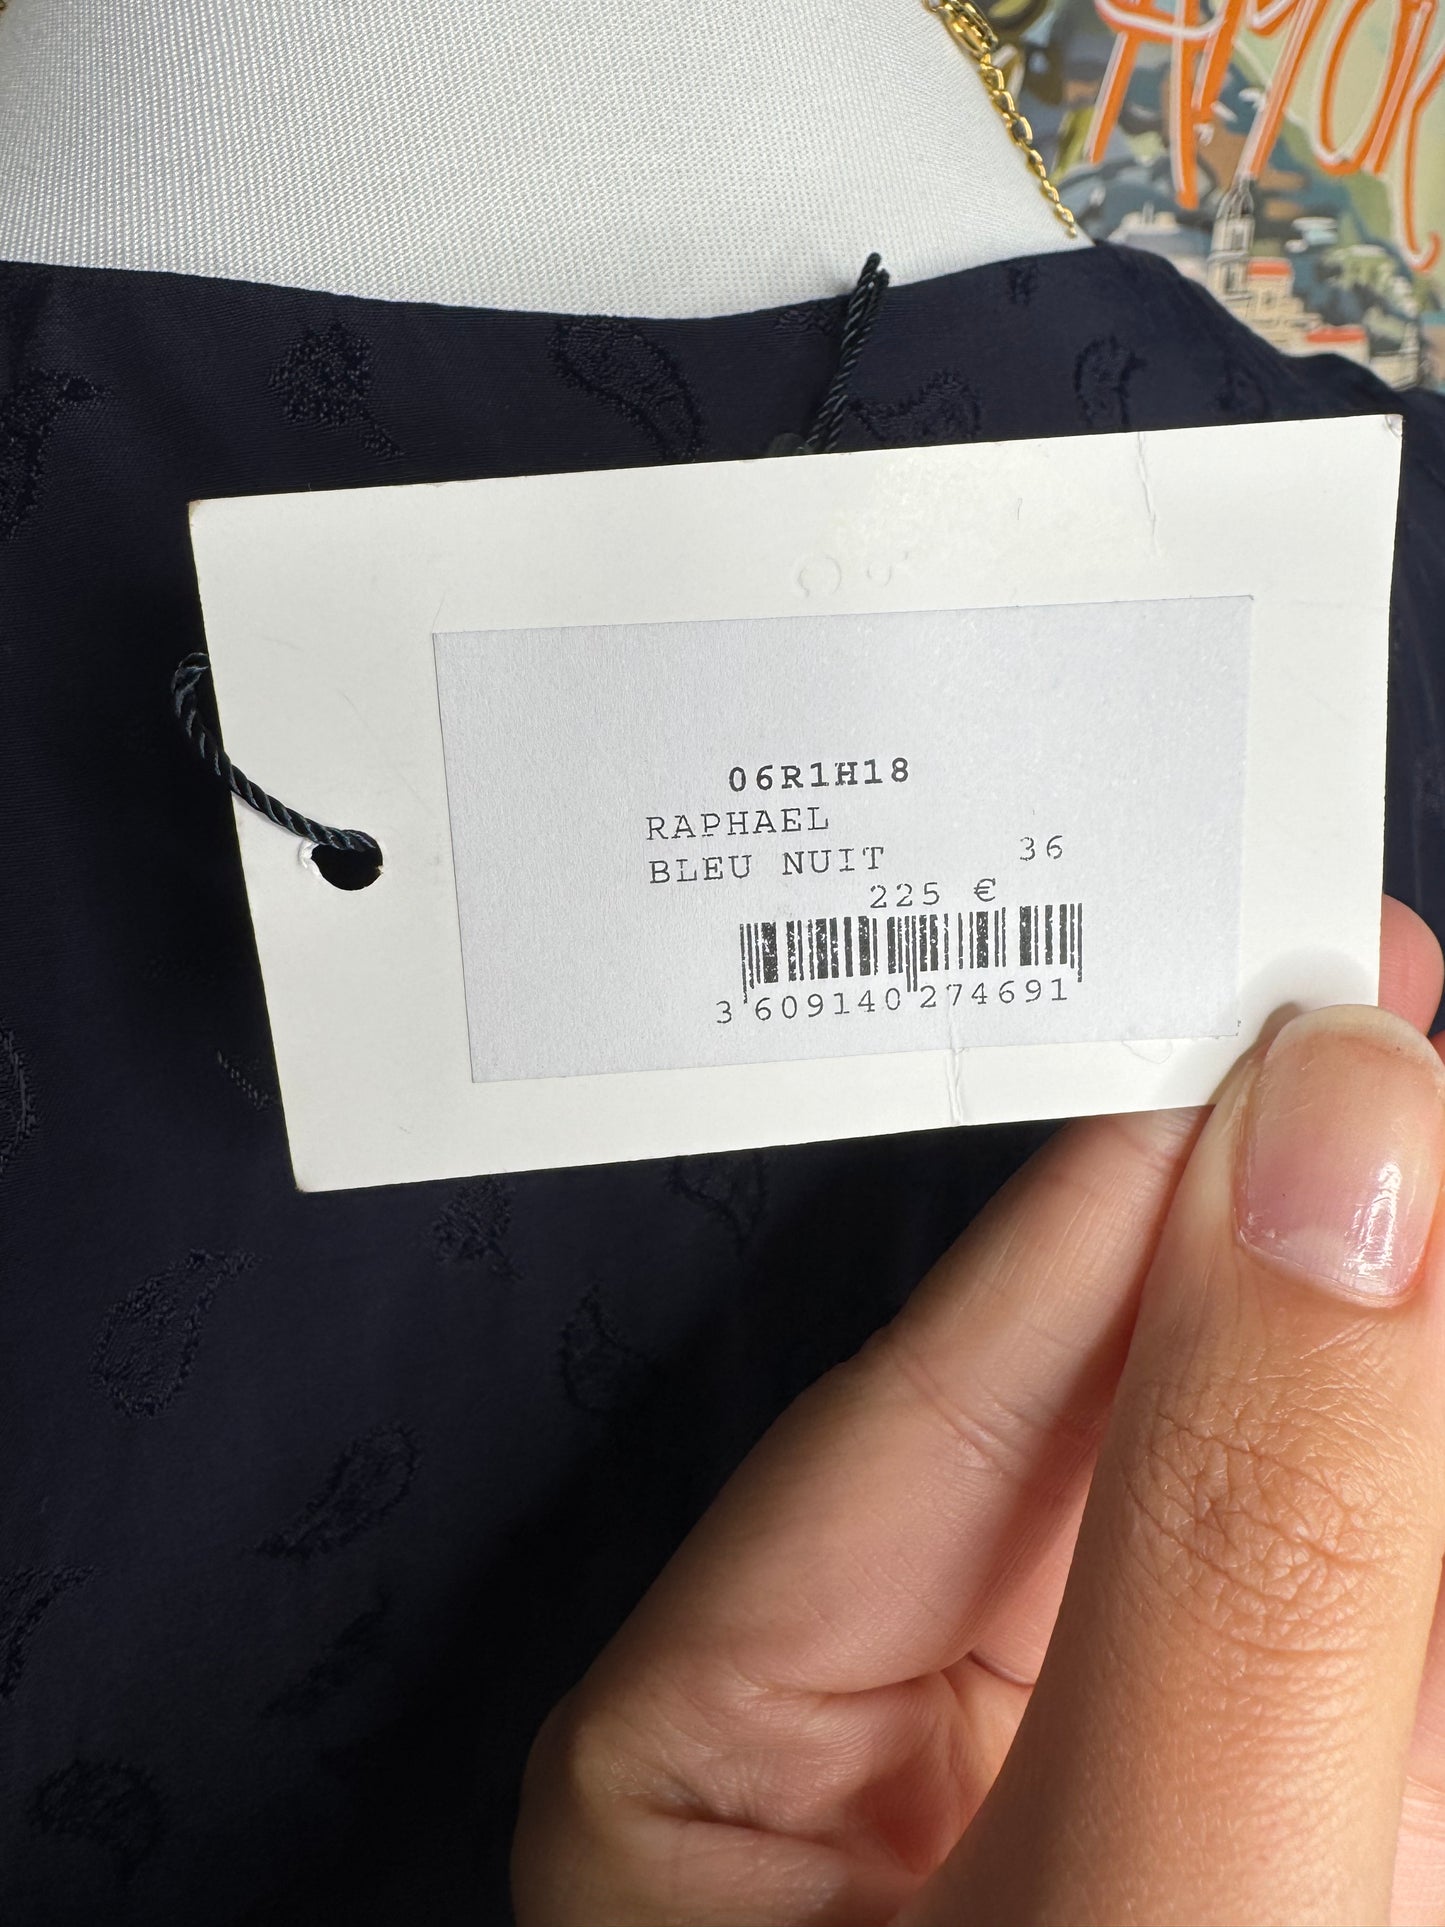 06R1H18
RAPHAEL
BLEU NUIT 36
225 €
3 609140 274691